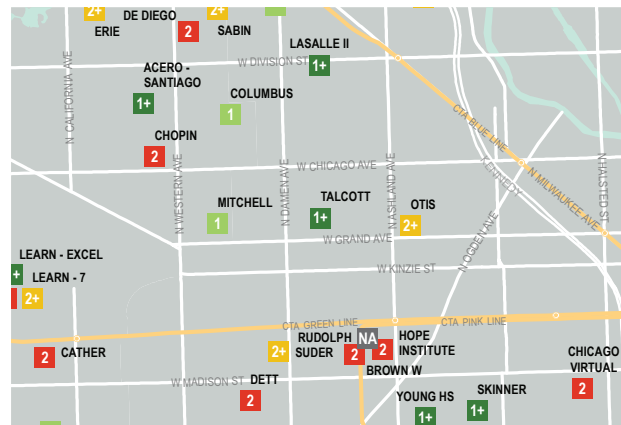 2+
DE DIEGO
2+
ERIE
2
SABIN
LASALLE II
W DIVISION ST
1+
N CALIFORNIA AVE
ACERO -
SANTIAGO
1+
COLUMBUS
1
CTA BLUE LINE
CHOPIN
2
N WESTERN AVE
W CHICAGO AVE
KENNEDY
N MILWAUKEE AVE
N HALSTED ST
MITCHELL
1
N DAMEN AVE
TALCOTT
1+
N ASHLAND AVE
OTIS
2+
W GRAND AVE
N OGDEN AVE
LEARN - EXCEL
+
LEARN - 7
2+
W KINZIE ST
CTA GREEN LINE
CTA PINK LINE
CATHER
2
RUDOLPH
NA
HOPE
INSTITUTE
2
SUDER
2+
2
BROWN W
CHICAGO
VIRTUAL
2
W MADISON ST
DETT
2
YOUNG HS
1+
SKINNER
1+